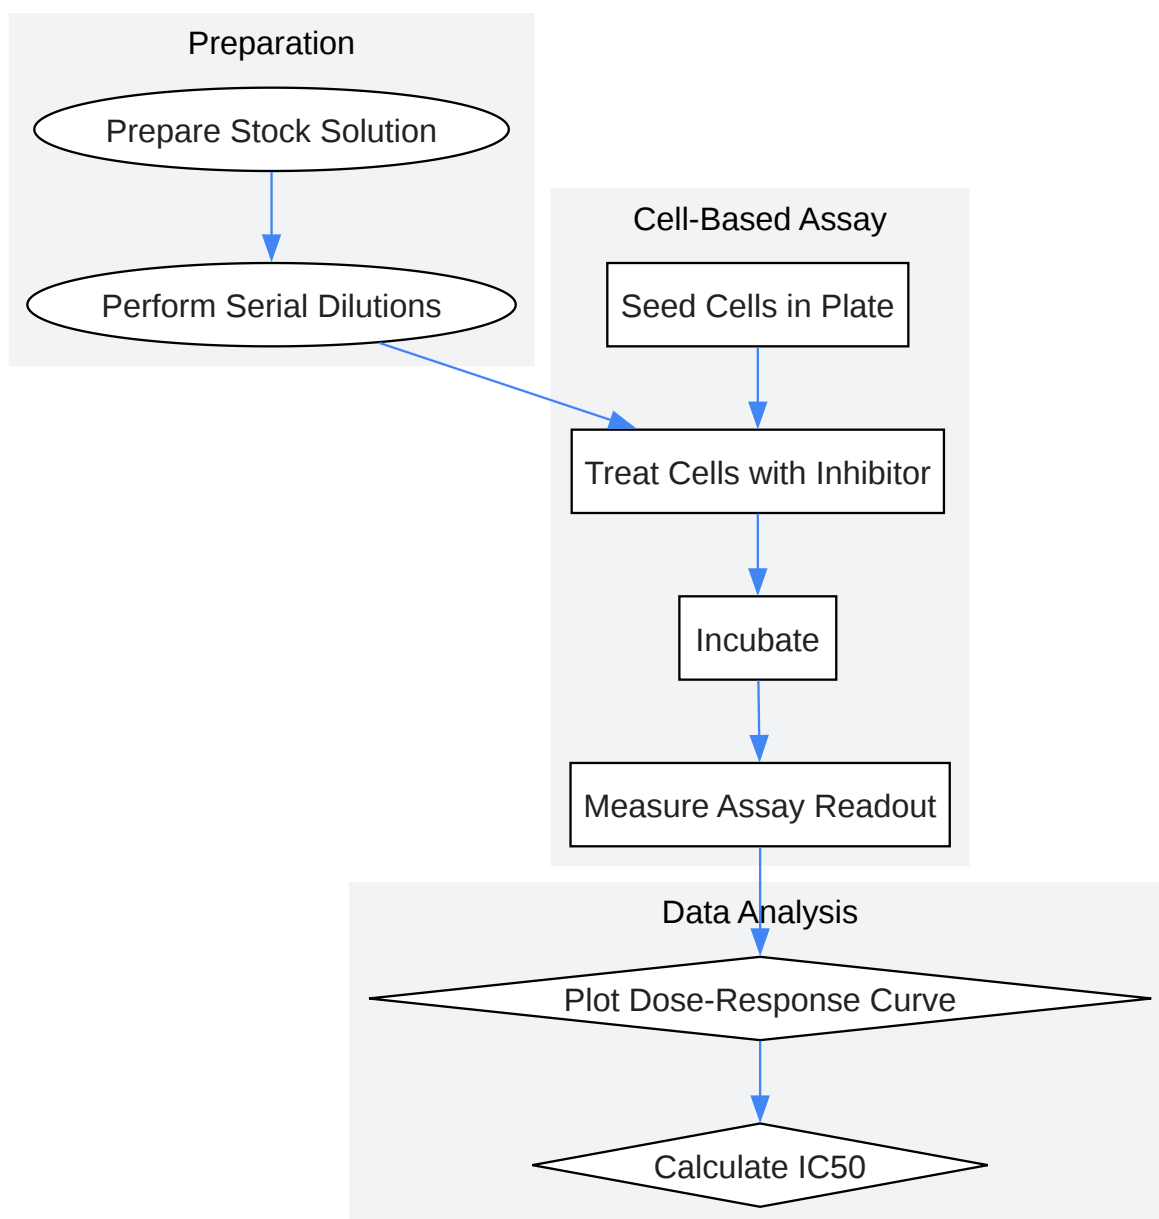 Preparation
Prepare Stock Solution
Perform Serial Dilutions
Cell-Based Assay
Seed Cells in Plate
Treat Cells with Inhibitor
Incubate
Measure Assay Readout
Data Analysis
Plot Dose-Response Curve
Calculate IC50